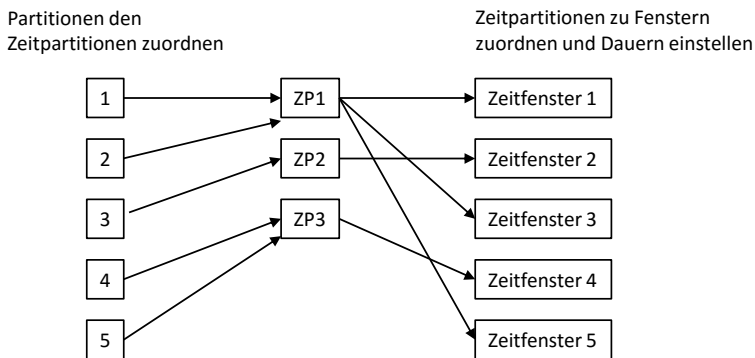 Partitionen den
Zeitpartitionen zuordnen
Zeitpartitionen zu Fenstern
zuordnen und Dauern einstellen
1
ZP1
Zeitfenster 1
2
ZP2
Zeitfenster 2
3
ZP3
Zeitfenster 3
4
Zeitfenster 4
5
Zeitfenster 5